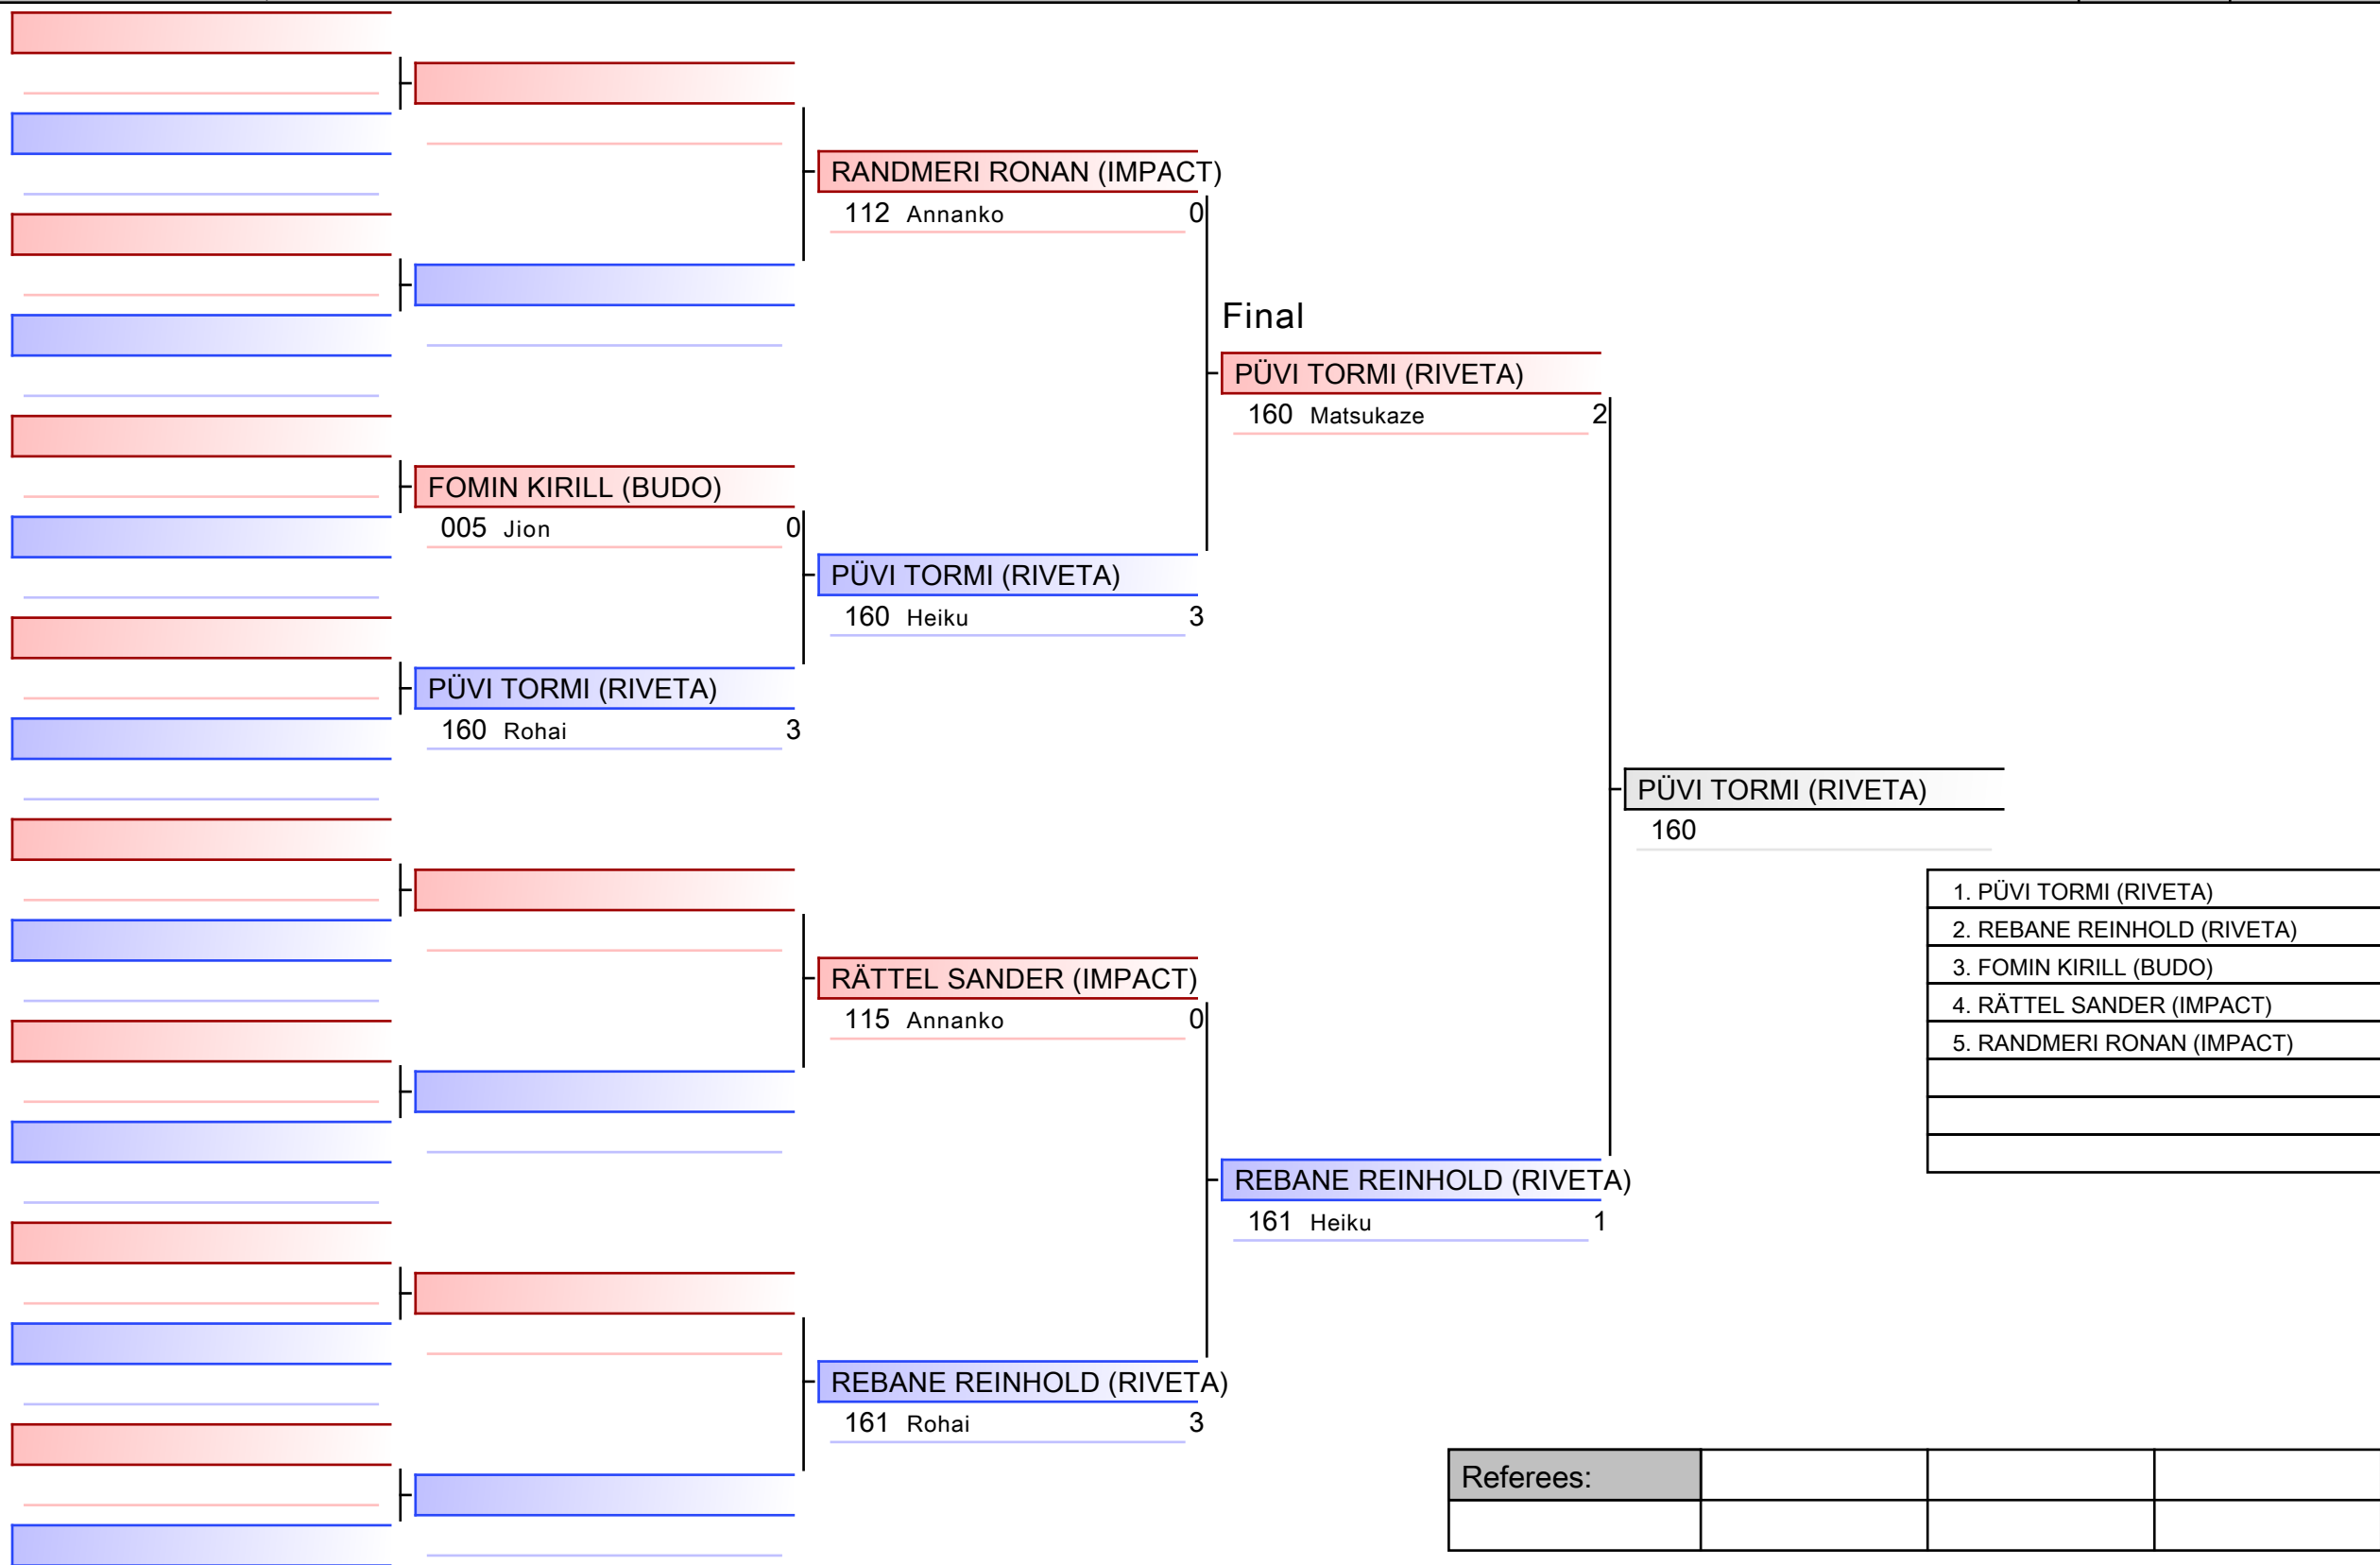 RANDMERI RONAN (IMPACT)
112 Annanko 0
Final
PÜVI TORMI (RIVETA)
160 Matsukaze 2
FOMIN KIRILL (BUDO)
005 Jion 0
PÜVI TORMI (RIVETA)
160 Heiku 3
PÜVI TORMI (RIVETA)
160 Rohai 3
PÜVI TORMI (RIVETA)
160
1. PÜVI TORMI (RIVETA)
2. REBANE REINHOLD (RIVETA)
3. FOMIN KIRILL (BUDO)
4. RÄTTEL SANDER (IMPACT)
5. RANDMERI RONAN (IMPACT)
RÄTTEL SANDER (IMPACT)
115 Annanko 0
REBANE REINHOLD (RIVETA)
161 Heiku 1
REBANE REINHOLD (RIVETA)
161 Rohai 3
Referees: